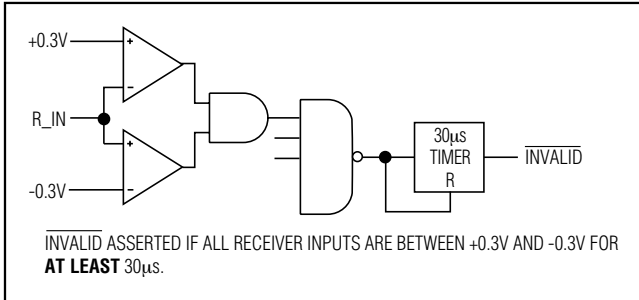 +0.3V
+
-
R_IN
+
-
-0.3V
30µs
TIMER
R
INVALID
INVALID ASSERTED IF ALL RECEIVER INPUTS ARE BETWEEN +0.3V AND -0.3V FOR
AT LEAST 30µs.